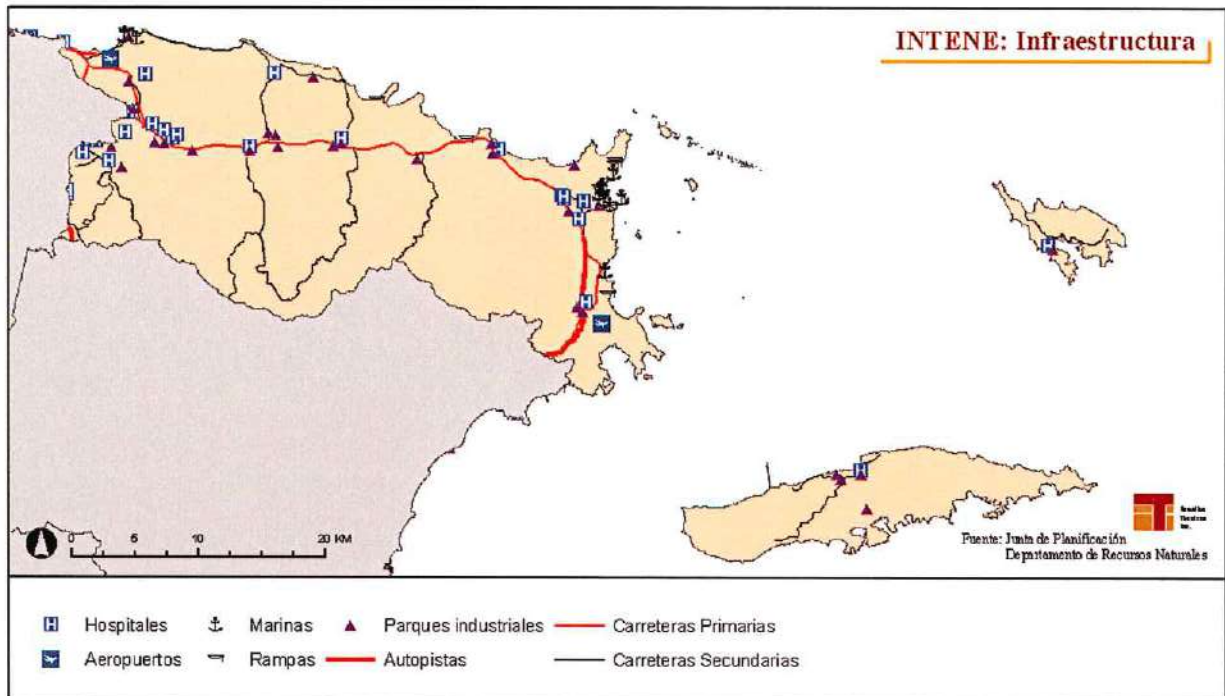 INTENE: Infraestructura
0 5 10 20 KM
Fuente: Junta de Planificación
Departamento de Recursos Naturales
H Hospitales
Marinas
Parques industriales
Carreteras Primarias
Aeropuertos
Rampas
Autopistas
Carreteras Secundarias